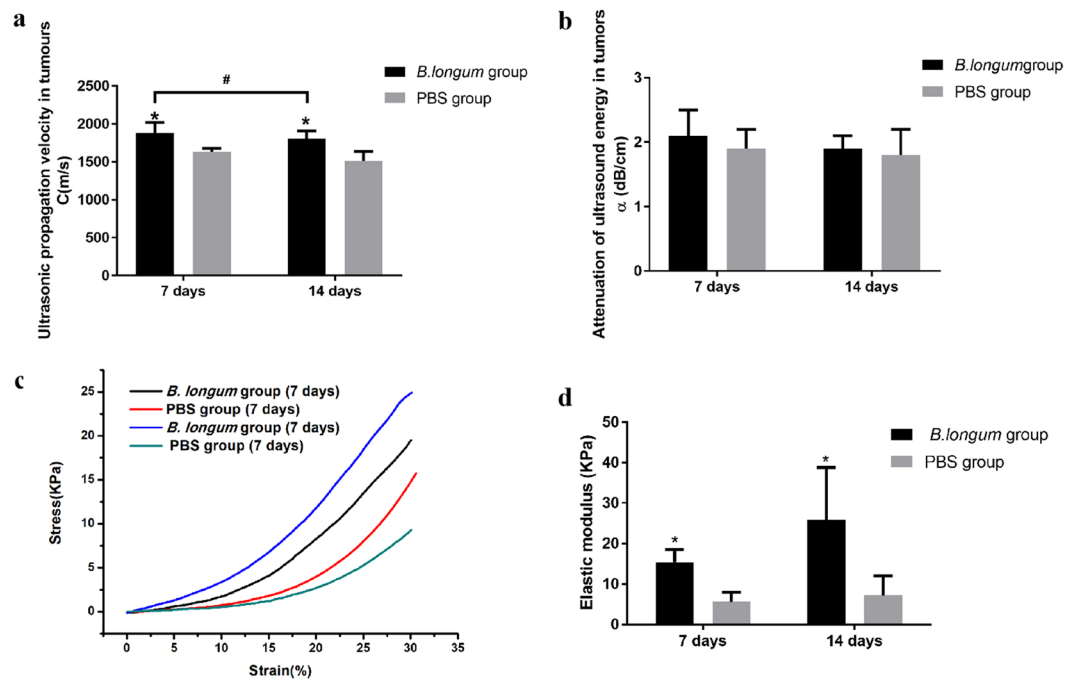 a
Ultrasonic propagation velocity in tumours
C(m/s)
2500
2000
1500
1000
500
0
#
*
*
7 days
14 days
B.longum group
PBS group
b
Attenuation of ultrasound energy in tumors
α (dB/cm)
3
2
1
0
7 days
14 days
B.longumgroup
PBS group
c
Stress(KPa)
25
20
15
10
5
0
B. longum group (7 days)
PBS group (7 days)
B. longum group (7 days)
PBS group (7 days)
0 5 10 15 20 25 30 35
Strain(%)
d
Elastic modulus (KPa)
50
40
30
20
10
0
*
*
7 days
14 days
B.longum group
PBS group